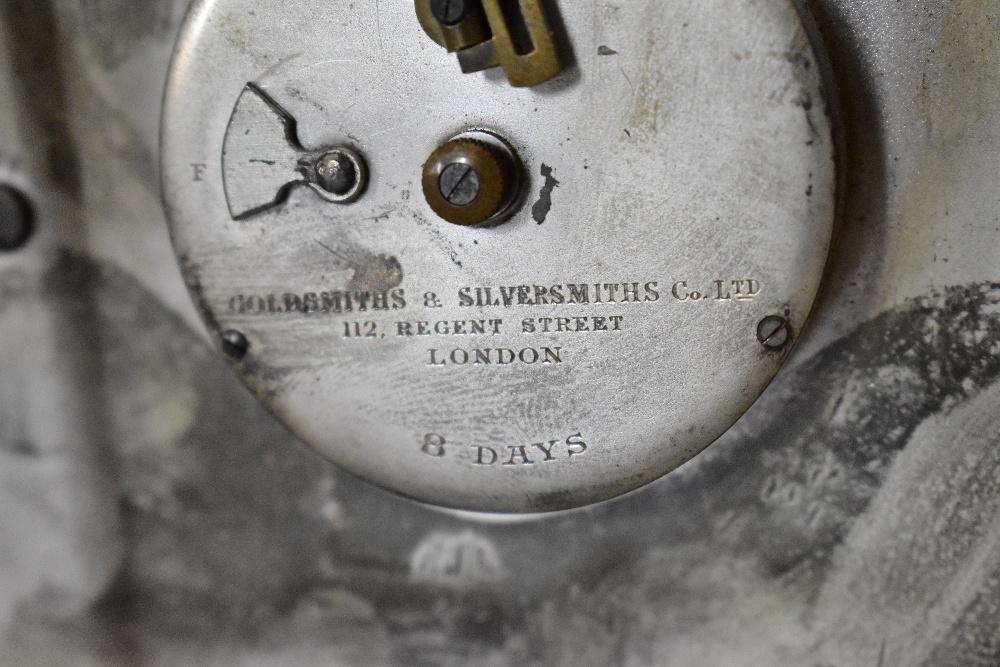 F
GOLDSMITHS & SILVERSMITHS Co. LTD
112, REGENT STREET
LONDON
8 DAYS